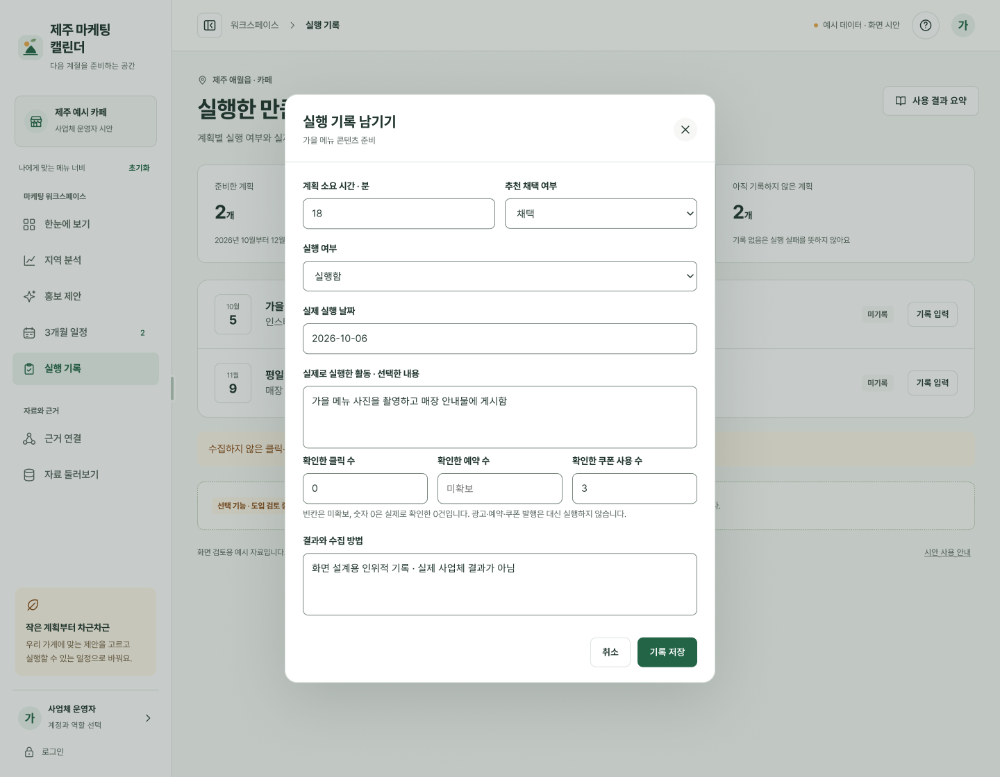 제주 마케팅
캘린더
다음 계절을 준비하는 공간
제주 예시 카페
사업체 운영자 시안
나에게 맞는 메뉴 너비
초기화
마케팅 워크스페이스
한눈에 보기
지역 분석
홍보 제안
3개월 일정
2
실행 기록
자료와 근거
근거 연결
자료 둘러보기
작은 계획부터 차근차근
우리 가게에 맞는 제안을 고르고
실행할 수 있는 일정으로 바꿔요.
가
사업체 운영자
계정과 역할 선택
로그인
워크스페이스
실행 기록
예시 데이터 · 화면 시안
가
제주 애월읍 · 카페
실행한 만
계획별 실행 여부와
사용 결과 요약
준비한 계획
2개
2026년 10월부터 12월
아직 기록하지 않은 계획
2개
기록 없음은 실행 실패를 뜻하지 않아요
10월
5
가을
미기록
기록 입력
11월
9
평일
매장
미기록
기록 입력
수집하지 않은 클릭·
선택 기능 · 도입 검토
화면 검토용 예시 자료입니다.
시안 사용 안내
실행 기록 남기기
가을 메뉴 콘텐츠 준비
계획 소요 시간 · 분
18
추천 채택 여부
채택
실행 여부
실행함
실제 실행 날짜
2026-10-06
실제로 실행한 활동 · 선택한 내용
가을 메뉴 사진을 촬영하고 매장 안내물에 게시함
확인한 클릭 수
0
확인한 예약 수
미확보
확인한 쿠폰 사용 수
3
빈칸은 미확보, 숫자 0은 실제로 확인한 0건입니다. 광고·예약·쿠폰 발행은 대신 실행하지 않습니다.
결과와 수집 방법
화면 설계용 인위적 기록 · 실제 사업체 결과가 아님
취소
기록 저장